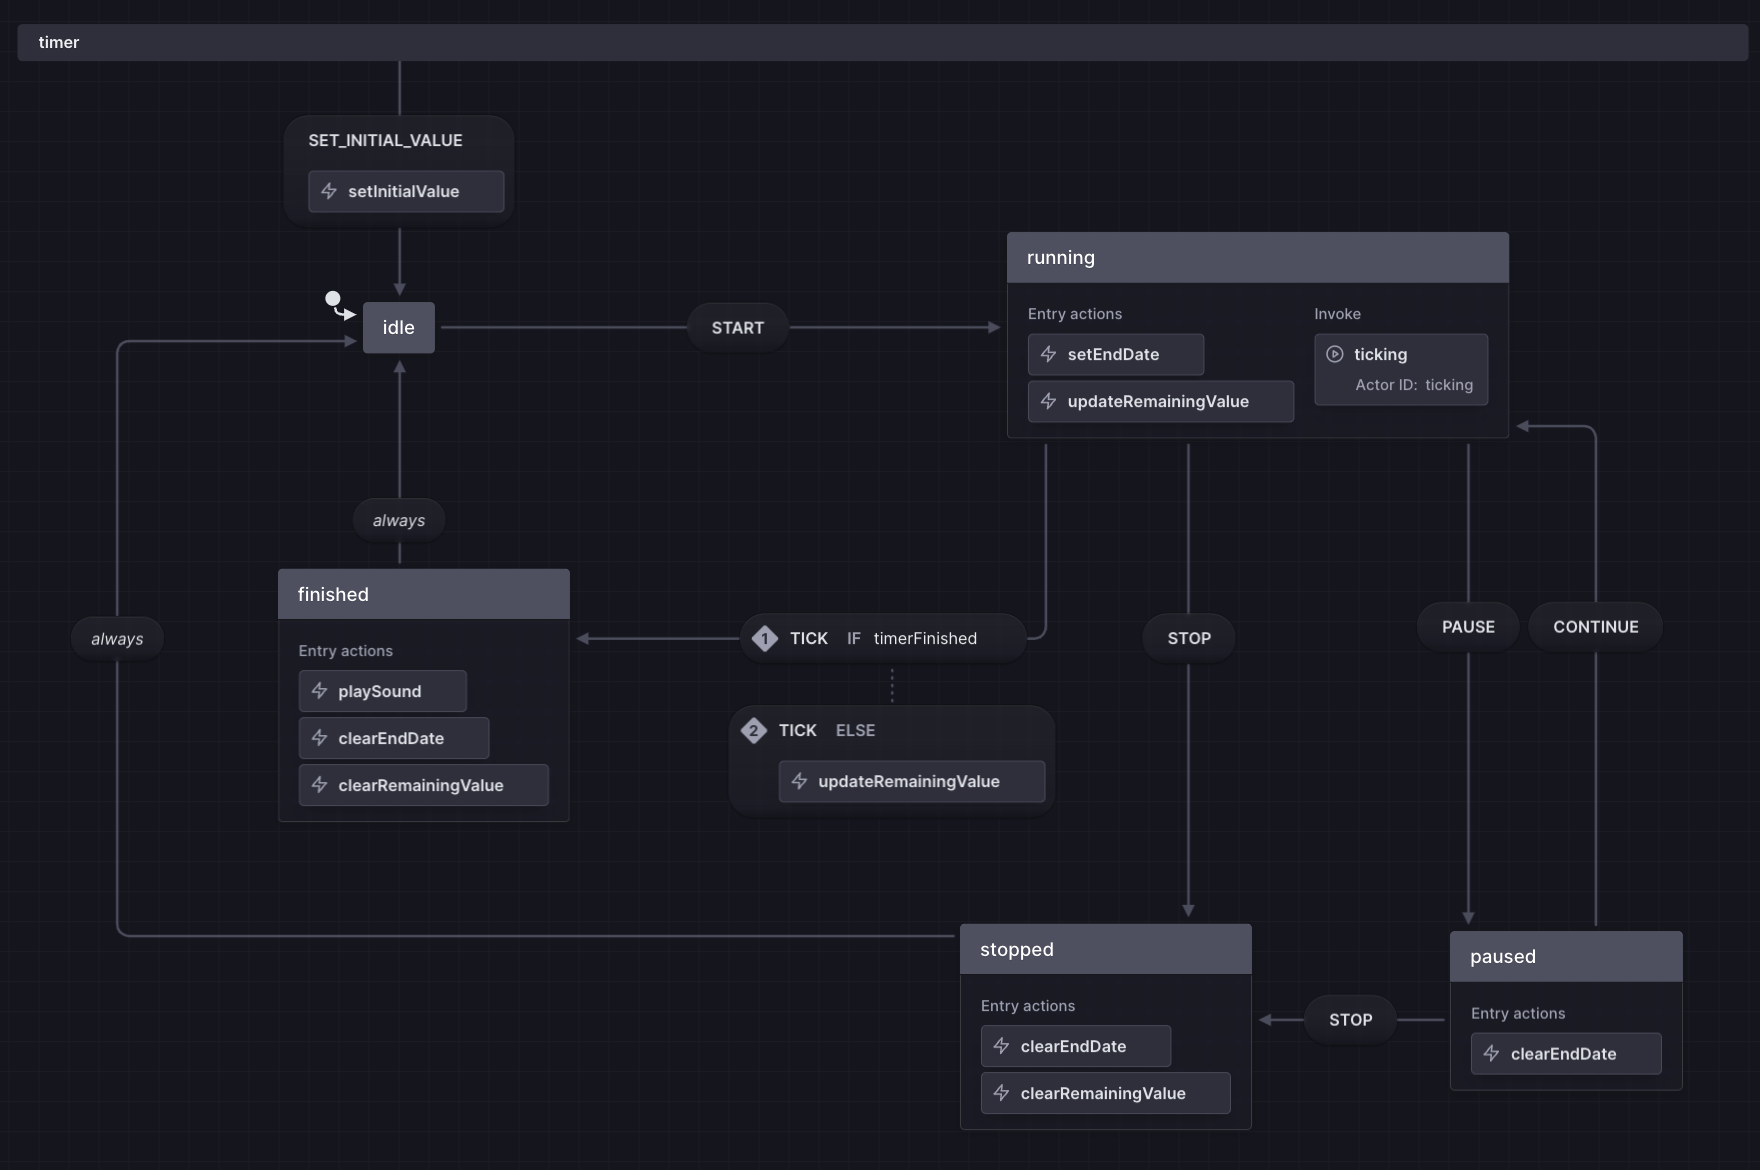 timer
SET_INITIAL_VALUE
setInitialValue
idle
START
running
Entry actions
setEndDate
updateRemainingValue
Invoke
ticking
Actor ID: ticking
always
finished
Entry actions
playSound
clearEndDate
clearRemainingValue
always
1 TICK IF timerFinished
2 TICK ELSE
updateRemainingValue
STOP
PAUSE
CONTINUE
stopped
Entry actions
clearEndDate
clearRemainingValue
STOP
paused
Entry actions
clearEndDate